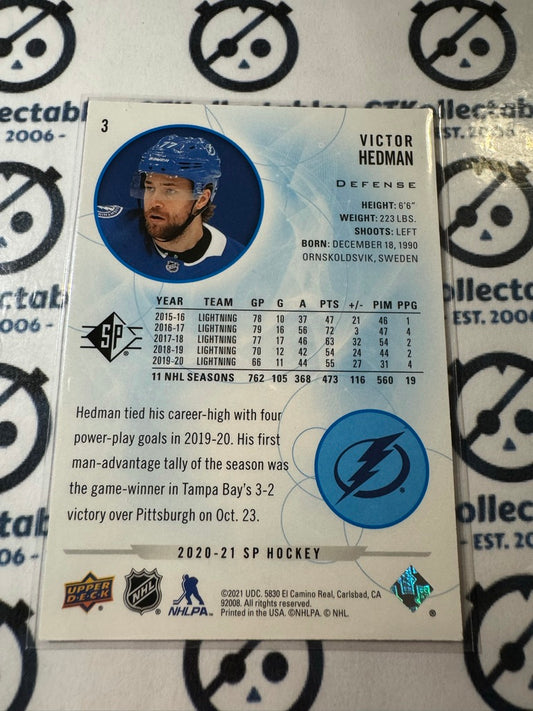 CTKollectables
EST. 2006 -
3
VICTOR
HEDMAN
DEFENSE
HEIGHT: 6'6"
WEIGHT: 223 LBS.
SHOOTS: LEFT
BORN: DECEMBER 18, 1990
ORNSKOLDSVIK, SWEDEN
77
SP
YEAR TEAM GP G A PTS +/- PIM PPG
2015-16 LIGHTNING 78 10 37 47 21 46 1
2016-17 LIGHTNING 79 16 56 72 3 47 4
2017-18 LIGHTNING 77 17 46 63 32 54 2
2018-19 LIGHTNING 70 12 42 54 24 42 2
2019-20 LIGHTNING 66 11 44 55 27 31 4
11 NHL SEASONS 762 105 368 473 116 560 19
Hedman tied his career-high with four
power-play goals in 2019-20. His first
man-advantage tally of the season was
the game-winner in Tampa Bay's 3-2
victory over Pittsburgh on Oct. 23.
2020-21 SP HOCKEY
UPPER
DECK
NHL
NHLPA
©2021 UDC. 5830 El Camino Real, Carlsbad, CA
92008. All rights reserved.
Printed in the USA. ©NHLPA. © NHL.